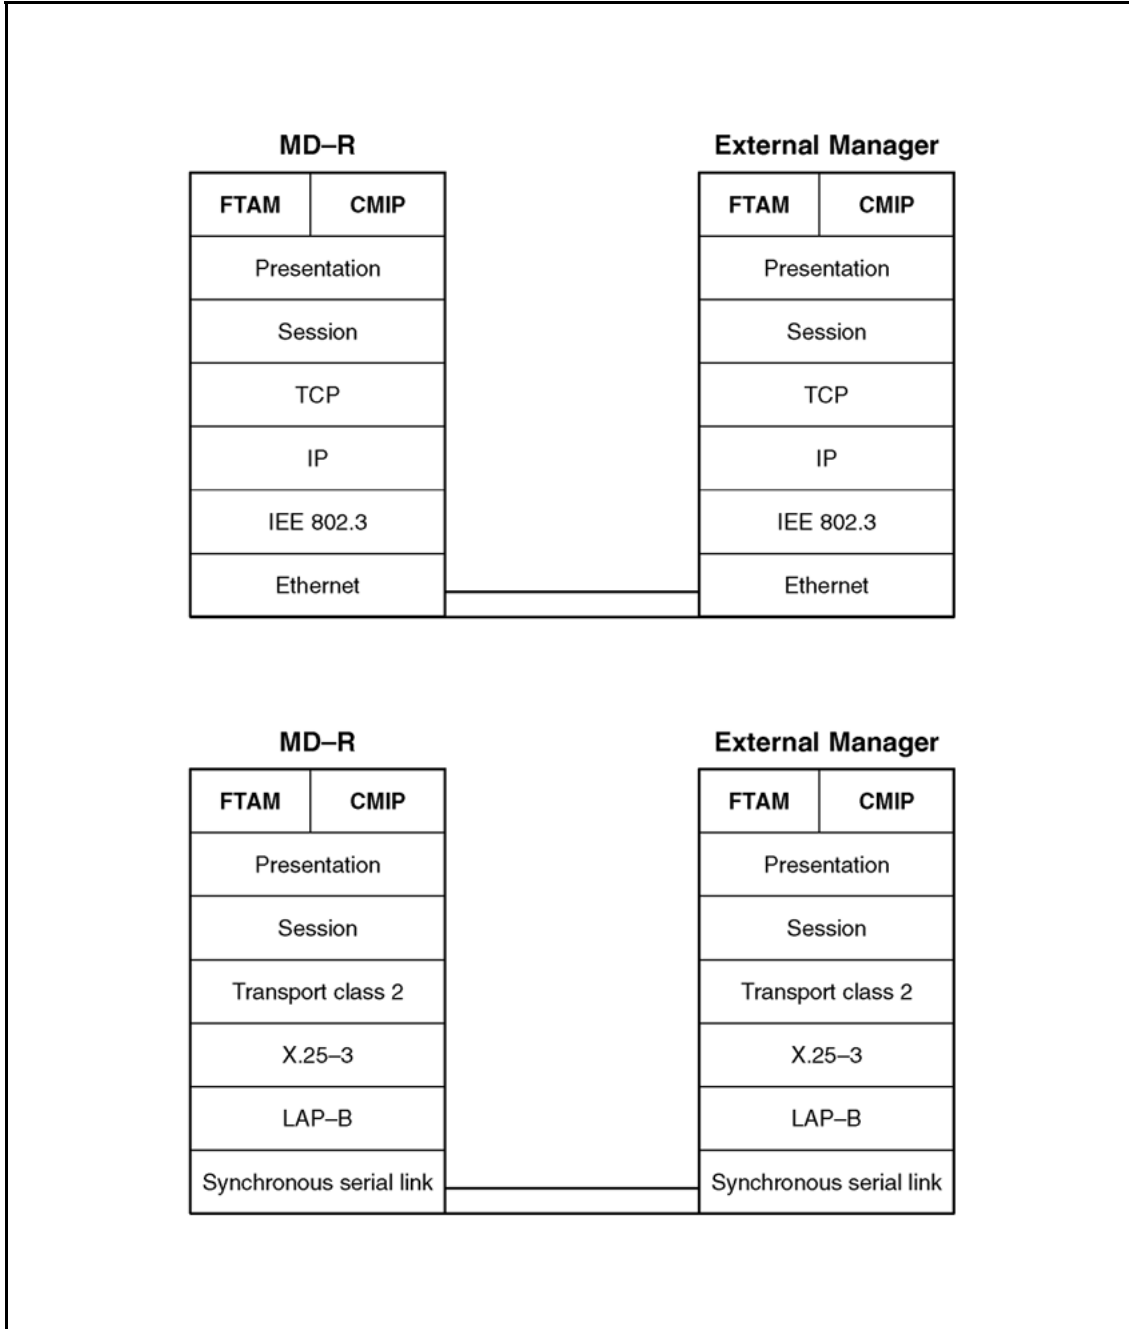 MD–R External Manager
FTAM CMIP FTAM CMIP
Presentation Presentation
Session Session
TCP TCP
IP IP
IEE 802.3 IEE 802.3
Ethernet Ethernet
MD–R External Manager
FTAM CMIP FTAM CMIP
Presentation Presentation
Session Session
Transport class 2 Transport class 2
X.25–3 X.25–3
LAP–B LAP–B
Synchronous serial link Synchronous serial link